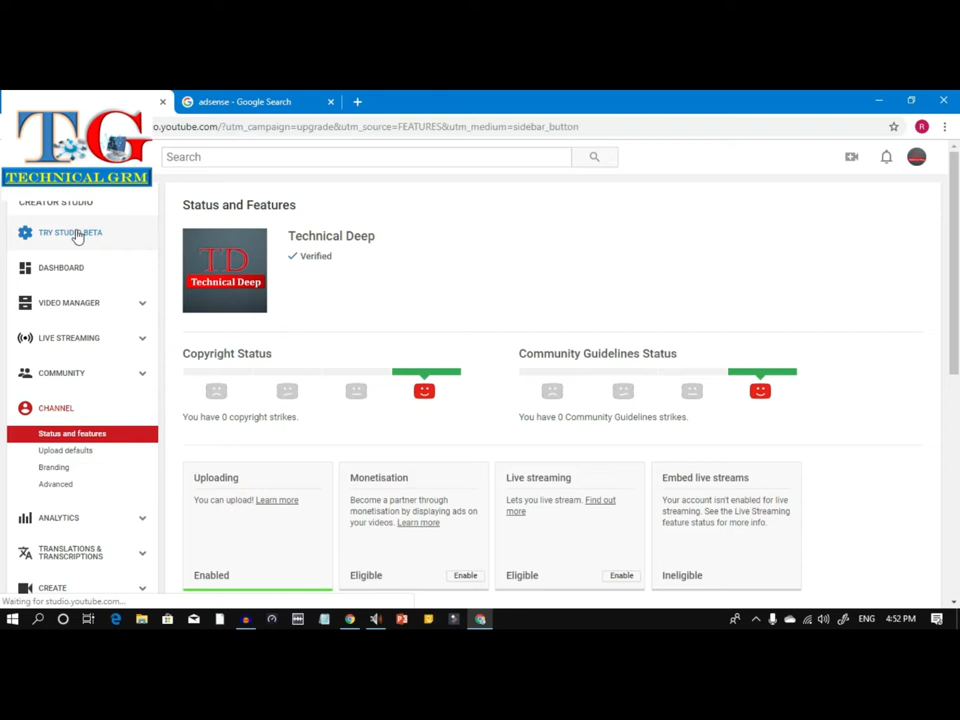 adsense - Google Search
o.youtube.com/?utm_campaign=upgrade&utm_source=FEATURES&utm_medium=sidebar_button
R
TG
TECHNICAL GRM
Search
CREATOR STUDIO
TRY STUDIO BETA
DASHBOARD
VIDEO MANAGER
LIVE STREAMING
COMMUNITY
CHANNEL
Status and features
Upload defaults
Branding
Advanced
ANALYTICS
TRANSLATIONS &
TRANSCRIPTIONS
CREATE
Waiting for studio.youtube.com...
Status and Features
TD
Technical Deep
Technical Deep
Verified
Copyright Status
You have 0 copyright strikes.
Community Guidelines Status
You have 0 Community Guidelines strikes.
Uploading
You can upload! Learn more
Enabled
Monetisation
Become a partner through
monetisation by displaying ads on
your videos. Learn more
Eligible
Enable
Live streaming
Lets you live stream. Find out
more
Eligible
Enable
Embed live streams
Your account isn't enabled for live
streaming. See the Live Streaming
feature status for more info.
Ineligible
ENG
4:52 PM